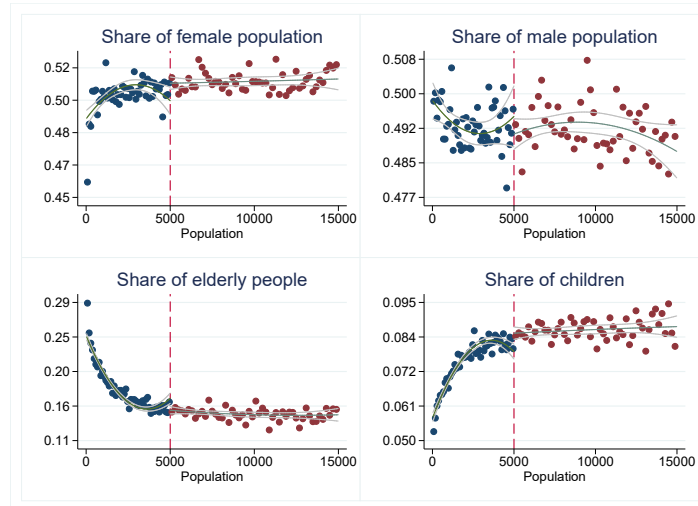 Share of female population
0.52
0.50
0.48
0.47
0.45
0 5000 10000 15000
Population
Share of male population
0.508
0.500
0.492
0.485
0.477
0 5000 10000 15000
Population
Share of elderly people
0.29
0.25
0.20
0.16
0.11
0 5000 10000 15000
Population
Share of children
0.095
0.084
0.072
0.061
0.050
0 5000 10000 15000
Population